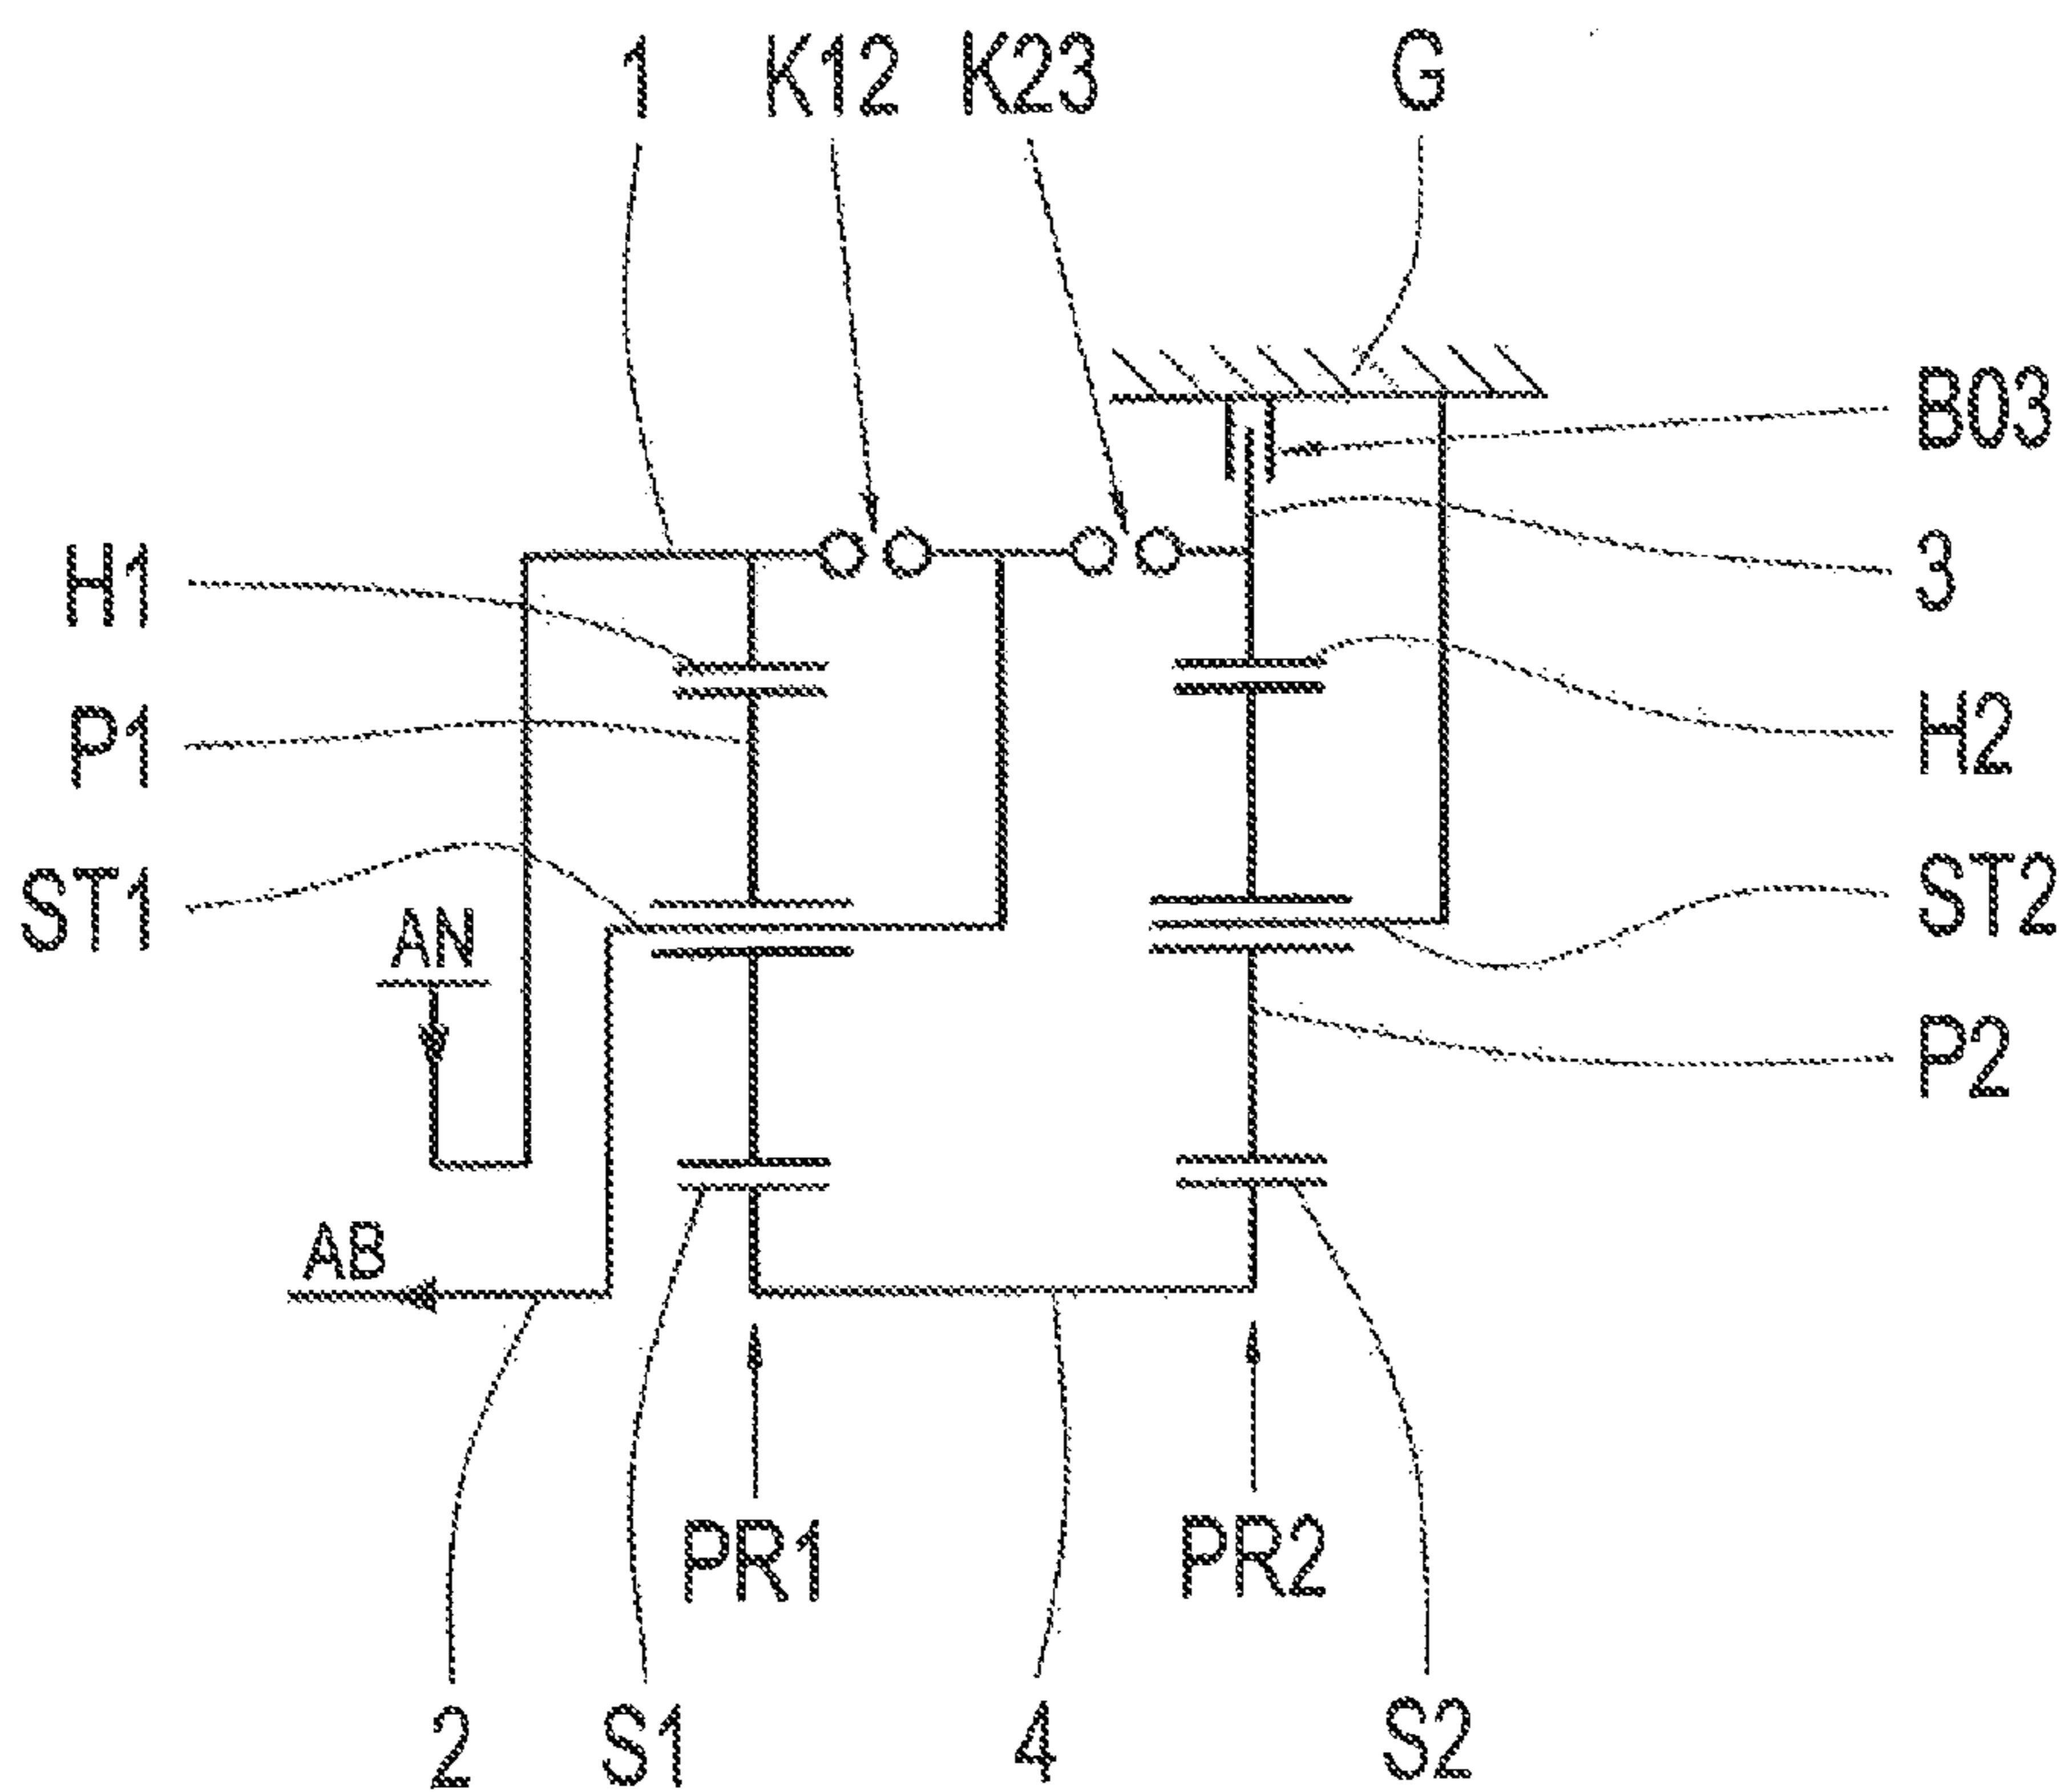 1 K12 K23 G
B03
H1 3
P1 H2
ST1 AN ST2
P2
AB
PR1 PR2
2 S1 4 S2